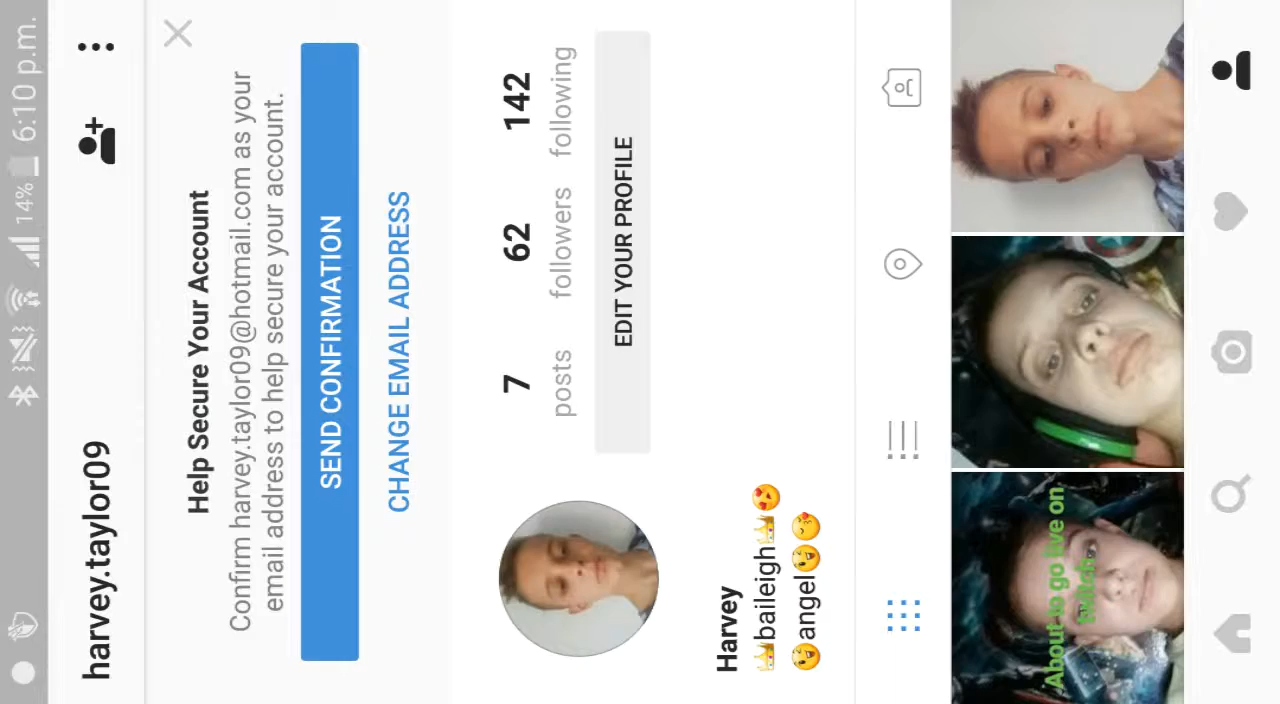 14% 6:10 p.m.
harvey.taylor09
Help Secure Your Account
Confirm harvey.taylor09@hotmail.com as your
email address to help secure your account.
SEND CONFIRMATION
CHANGE EMAIL ADDRESS
7 62 142
posts followers following
EDIT YOUR PROFILE
Harvey
👑baileigh👑😍
😲angel😲😘
About to go live on
twitch